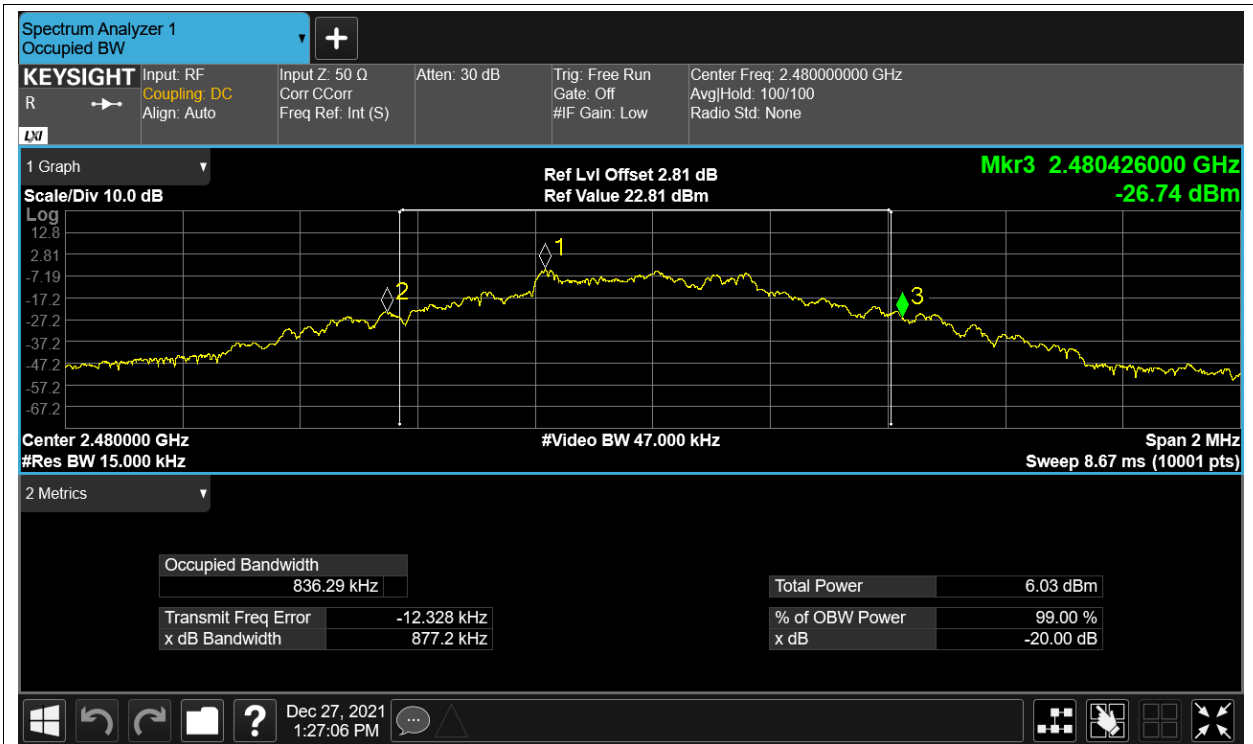 Spectrum Analyzer 1
Occupied BW
KEYSIGHT
R
LXI
Input: RF
Coupling: DC
Align: Auto
Input Z: 50 Ω
Corr CCorr
Freq Ref: Int (S)
Atten: 30 dB
Trig: Free Run
Gate: Off
#IF Gain: Low
Center Freq: 2.480000000 GHz
Avg|Hold: 100/100
Radio Std: None
1 Graph
Scale/Div 10.0 dB
Ref Lvl Offset 2.81 dB
Ref Value 22.81 dBm
Mkr3 2.480426000 GHz
-26.74 dBm
Log
12.8
2.81
-7.19
-17.2
-27.2
-37.2
-47.2
-57.2
-67.2
1
2
3
Center 2.480000 GHz
#Video BW 47.000 kHz
Span 2 MHz
#Res BW 15.000 kHz
Sweep 8.67 ms (10001 pts)
2 Metrics
Occupied Bandwidth
836.29 kHz
Transmit Freq Error -12.328 kHz
x dB Bandwidth 877.2 kHz
Total Power 6.03 dBm
% of OBW Power 99.00 %
x dB -20.00 dB
?
Dec 27, 2021
1:27:06 PM